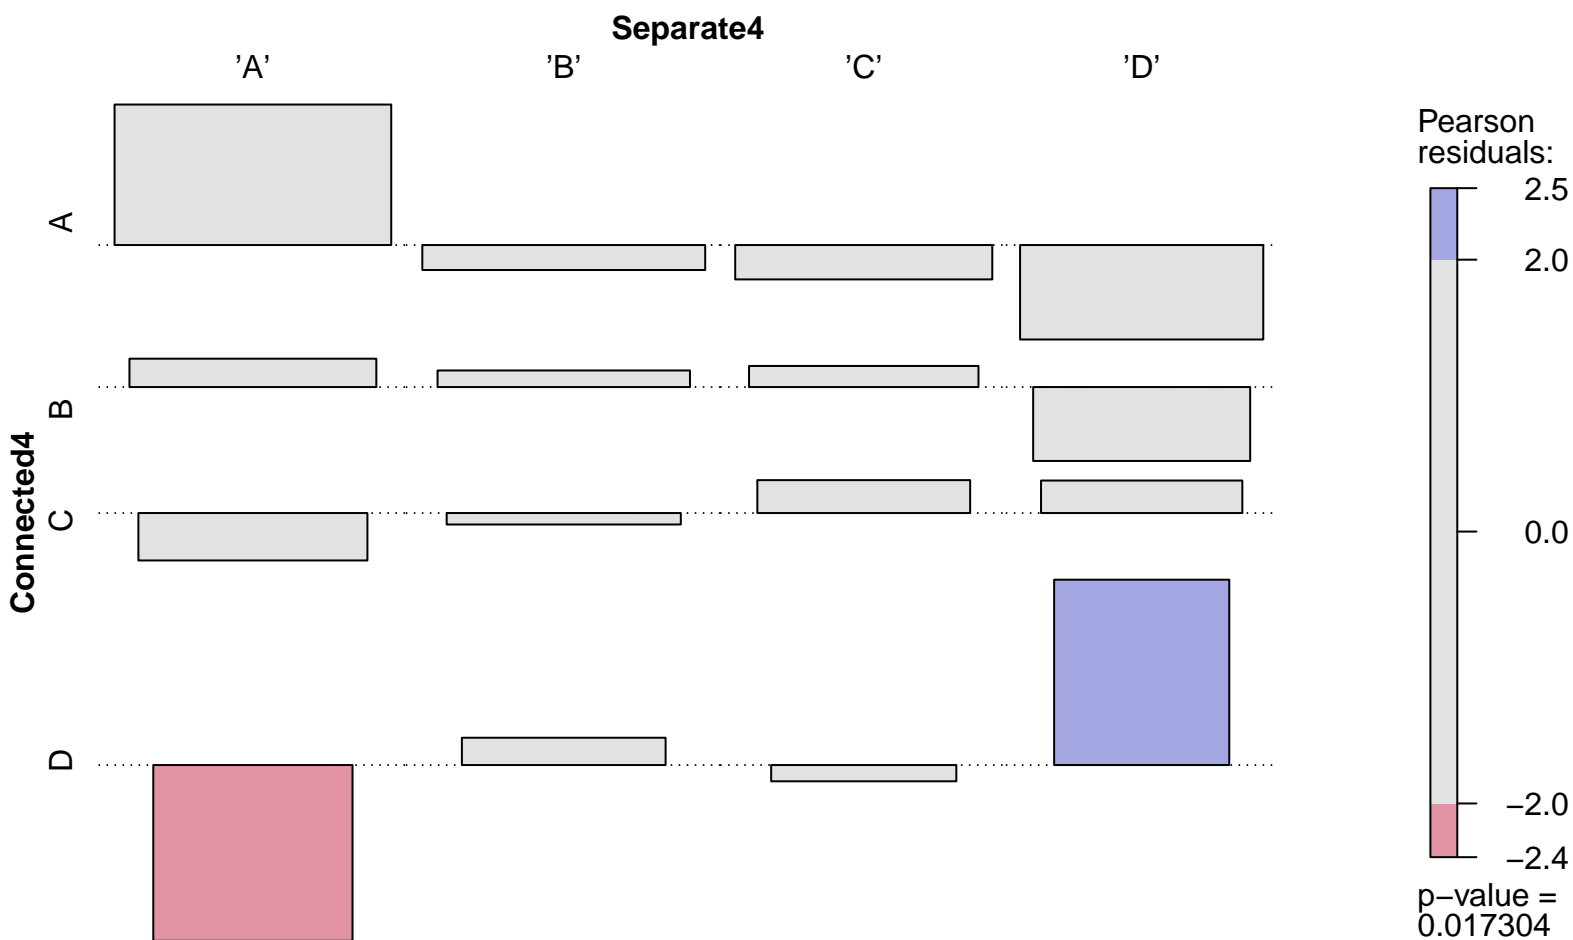 Separate4
’A’ ’B’ ’C’ ’D’
Connected4
A
B
C
D
Pearson
residuals:
2.5
2.0
0.0
−2.0
−2.4
p−value =
0.017304